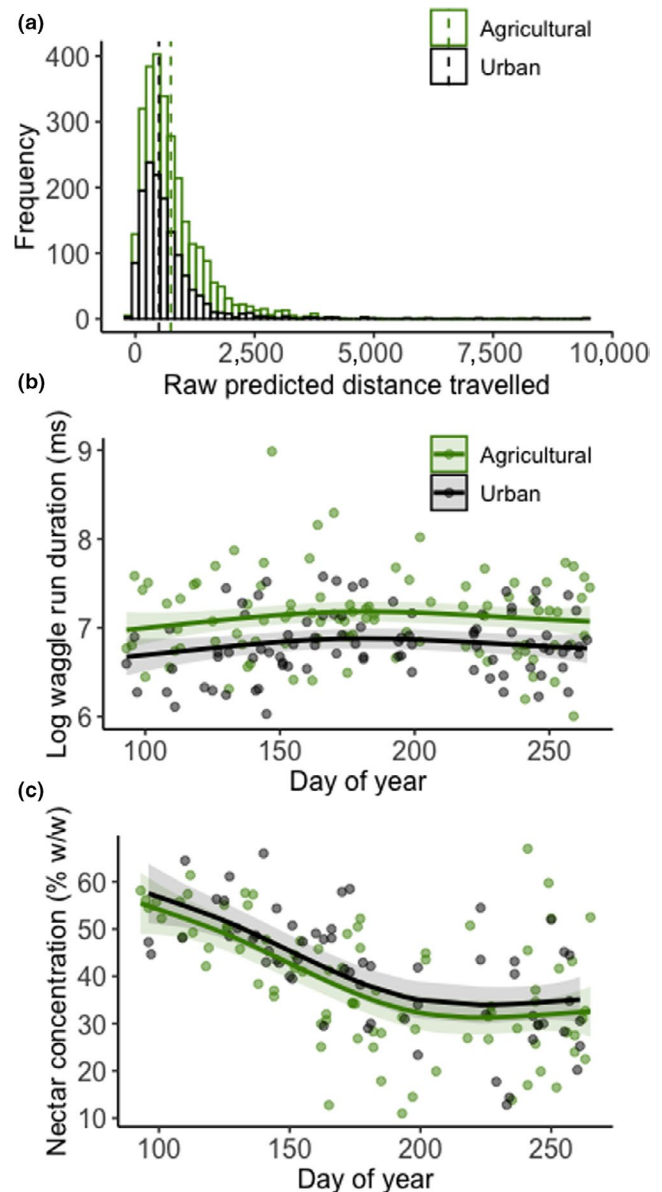 (a)
Agricultural
Urban
400
300
200
100
0
Frequency
0 2,500 5,000 7,500 10,000
Raw predicted distance travelled
(b)
Agricultural
Urban
9
8
7
6
Log waggle run duration (ms)
100 150 200 250
Day of year
(c)
60
50
40
30
20
10
Nectar concentration (% w/w)
100 150 200 250
Day of year